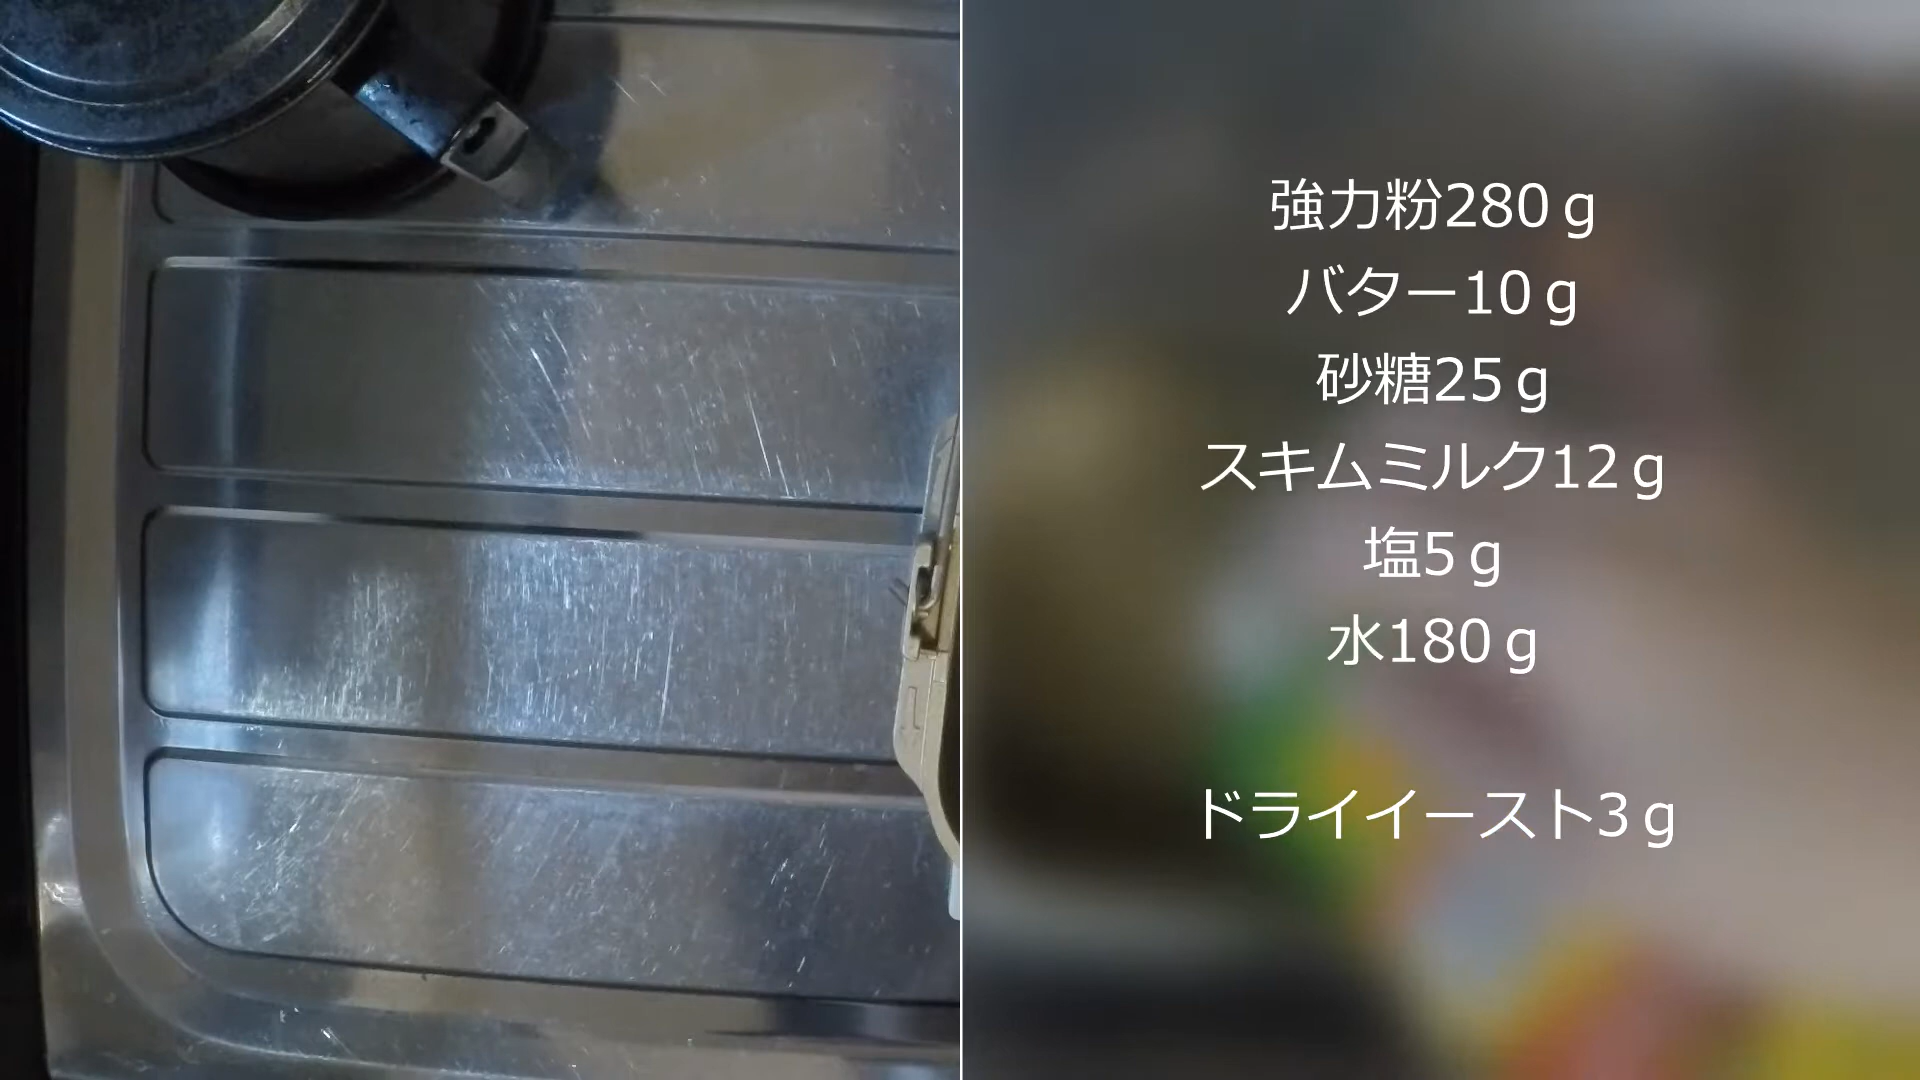 強力粉280ｇ
バター10ｇ
砂糖25ｇ
スキムミルク12ｇ
塩5ｇ
水180ｇ
ドライイースト3ｇ